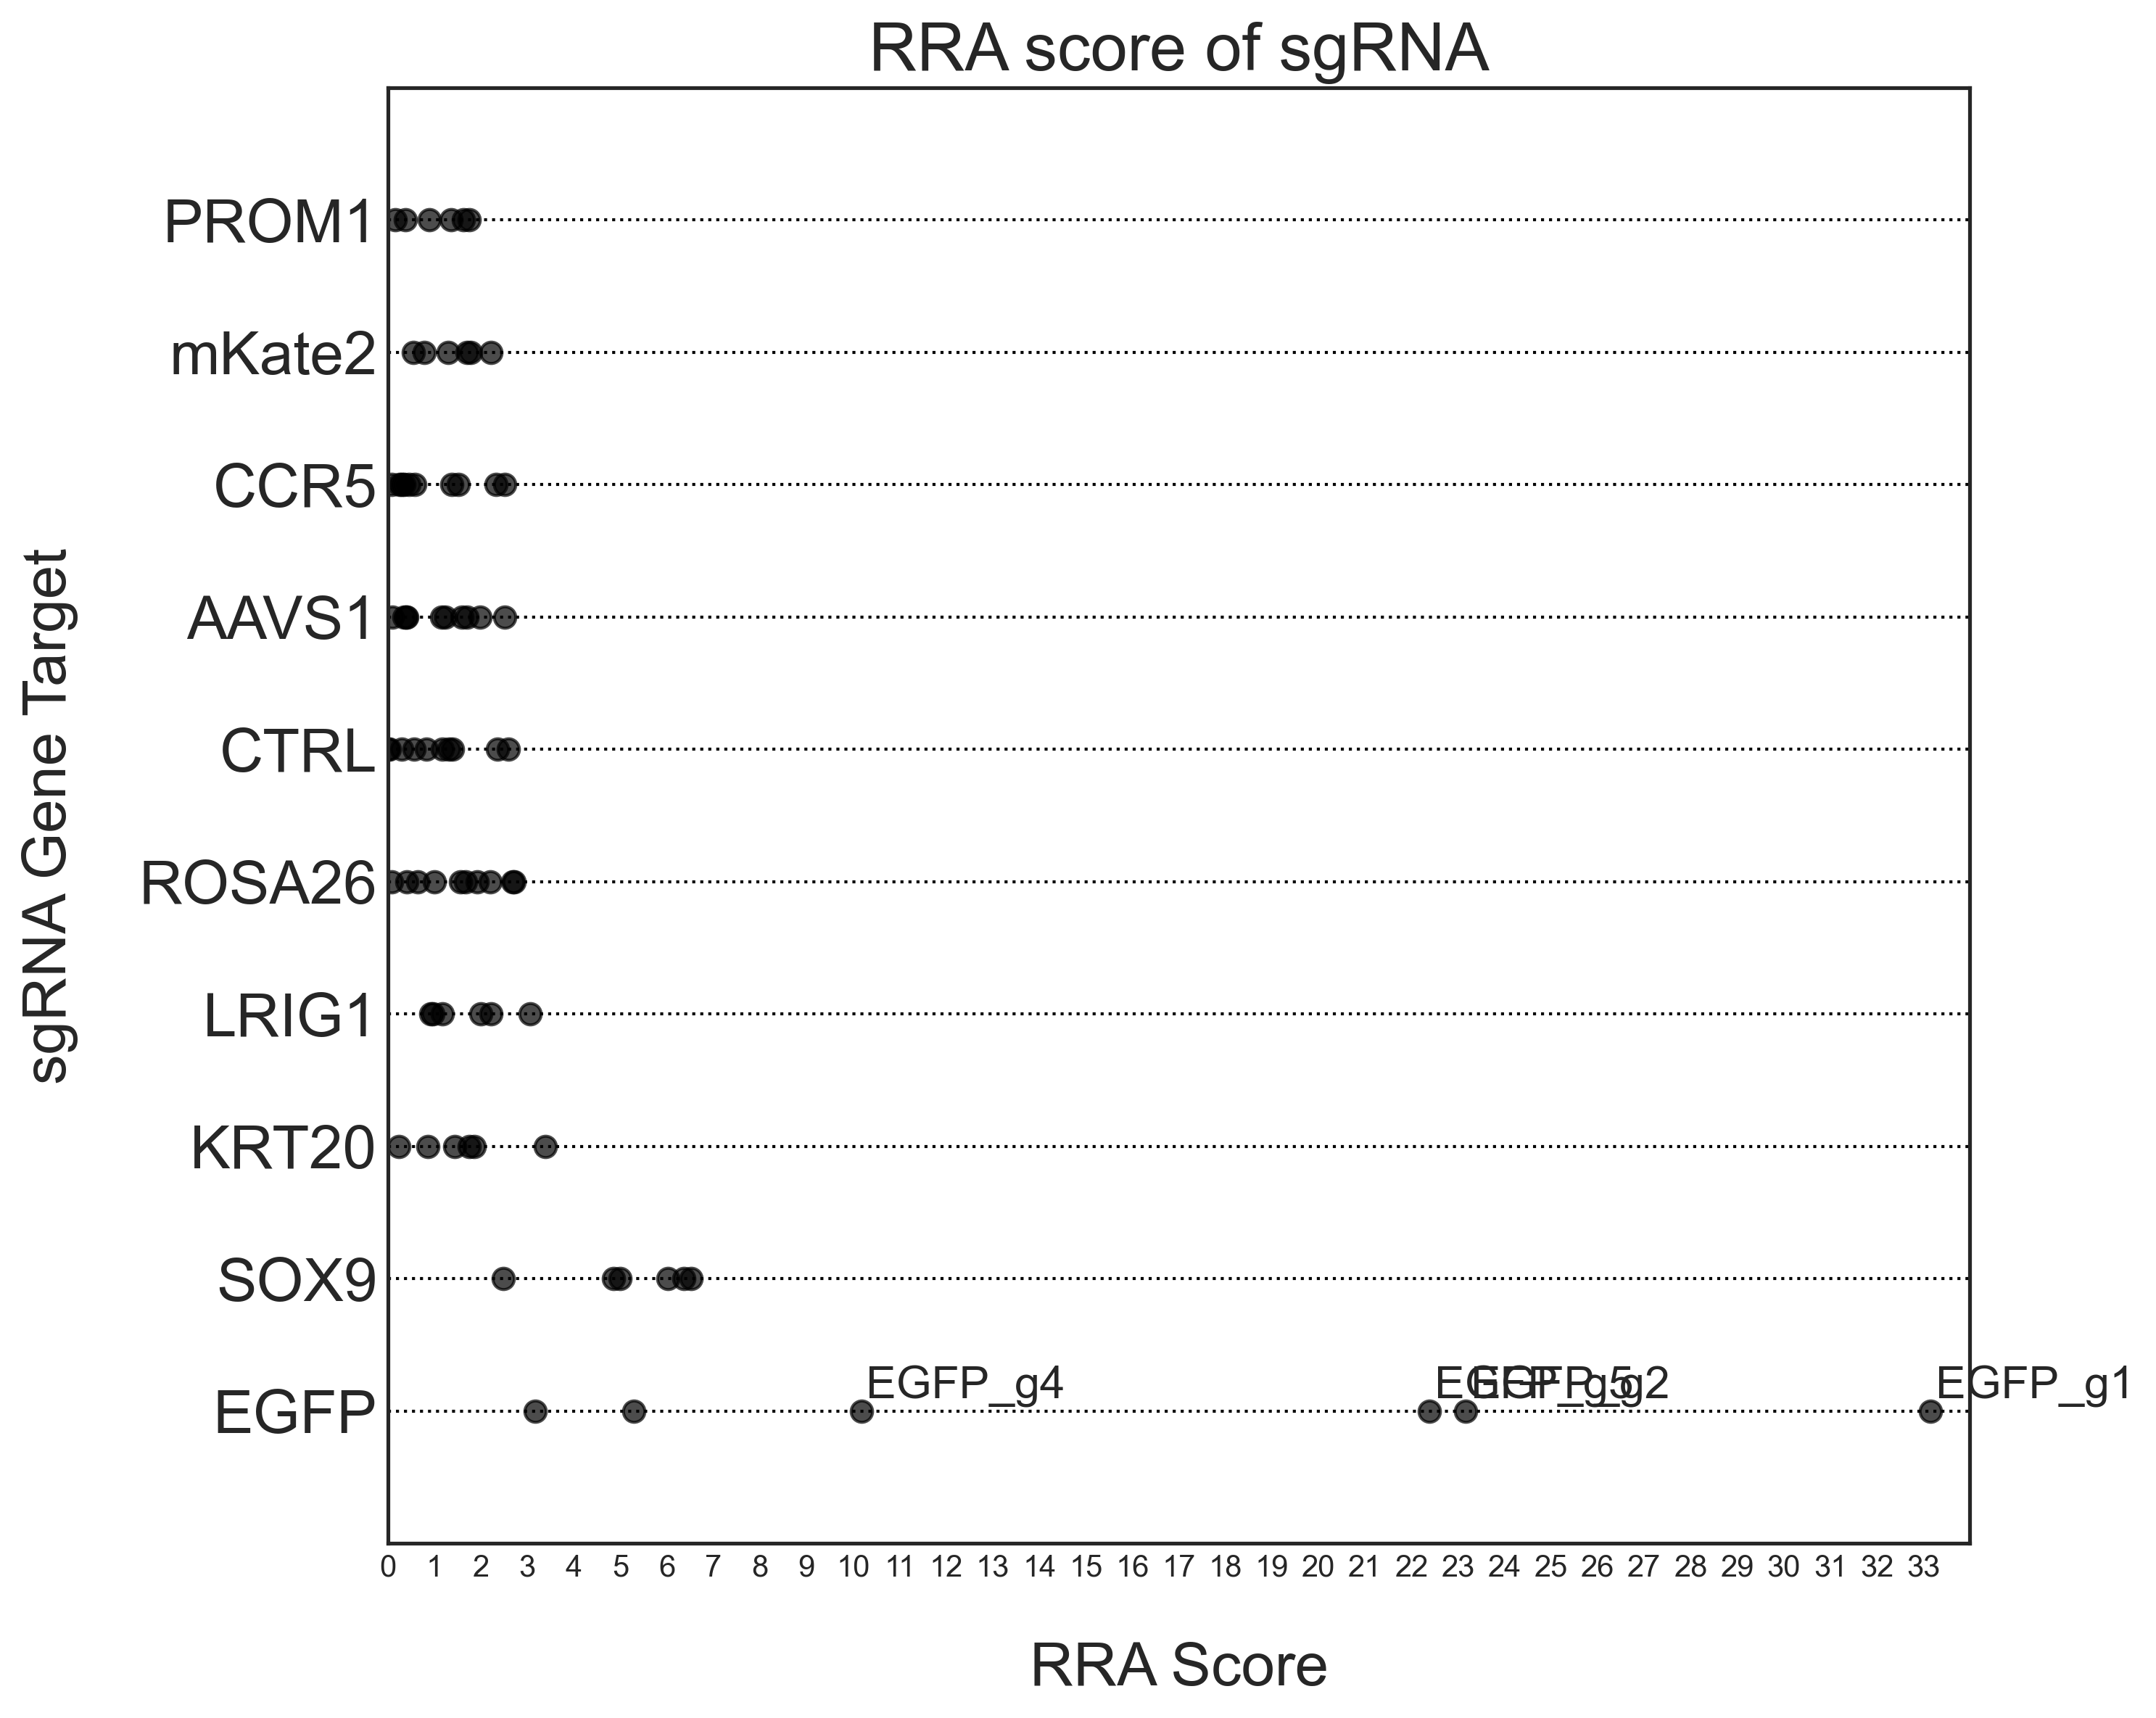 RRA score of sgRNA
sgRNA Gene Target
PROM1
mKate2
CCR5
AAVS1
CTRL
ROSA26
LRIG1
KRT20
SOX9
EGFP
EGFP_g4
EGFP_g5
EGFP_g2
EGFP_g1
0 1 2 3 4 5 6 7 8 9 10 11 12 13 14 15 16 17 18 19 20 21 22 23 24 25 26 27 28 29 30 31 32 33
RRA Score